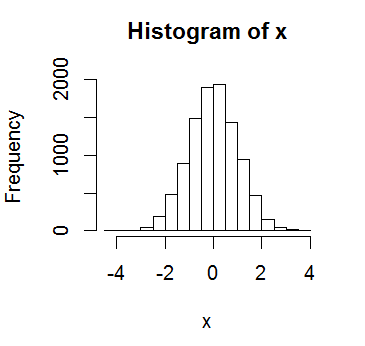 Histogram of x
Frequency
2000
1000
0
-4 -2 0 2 4
x